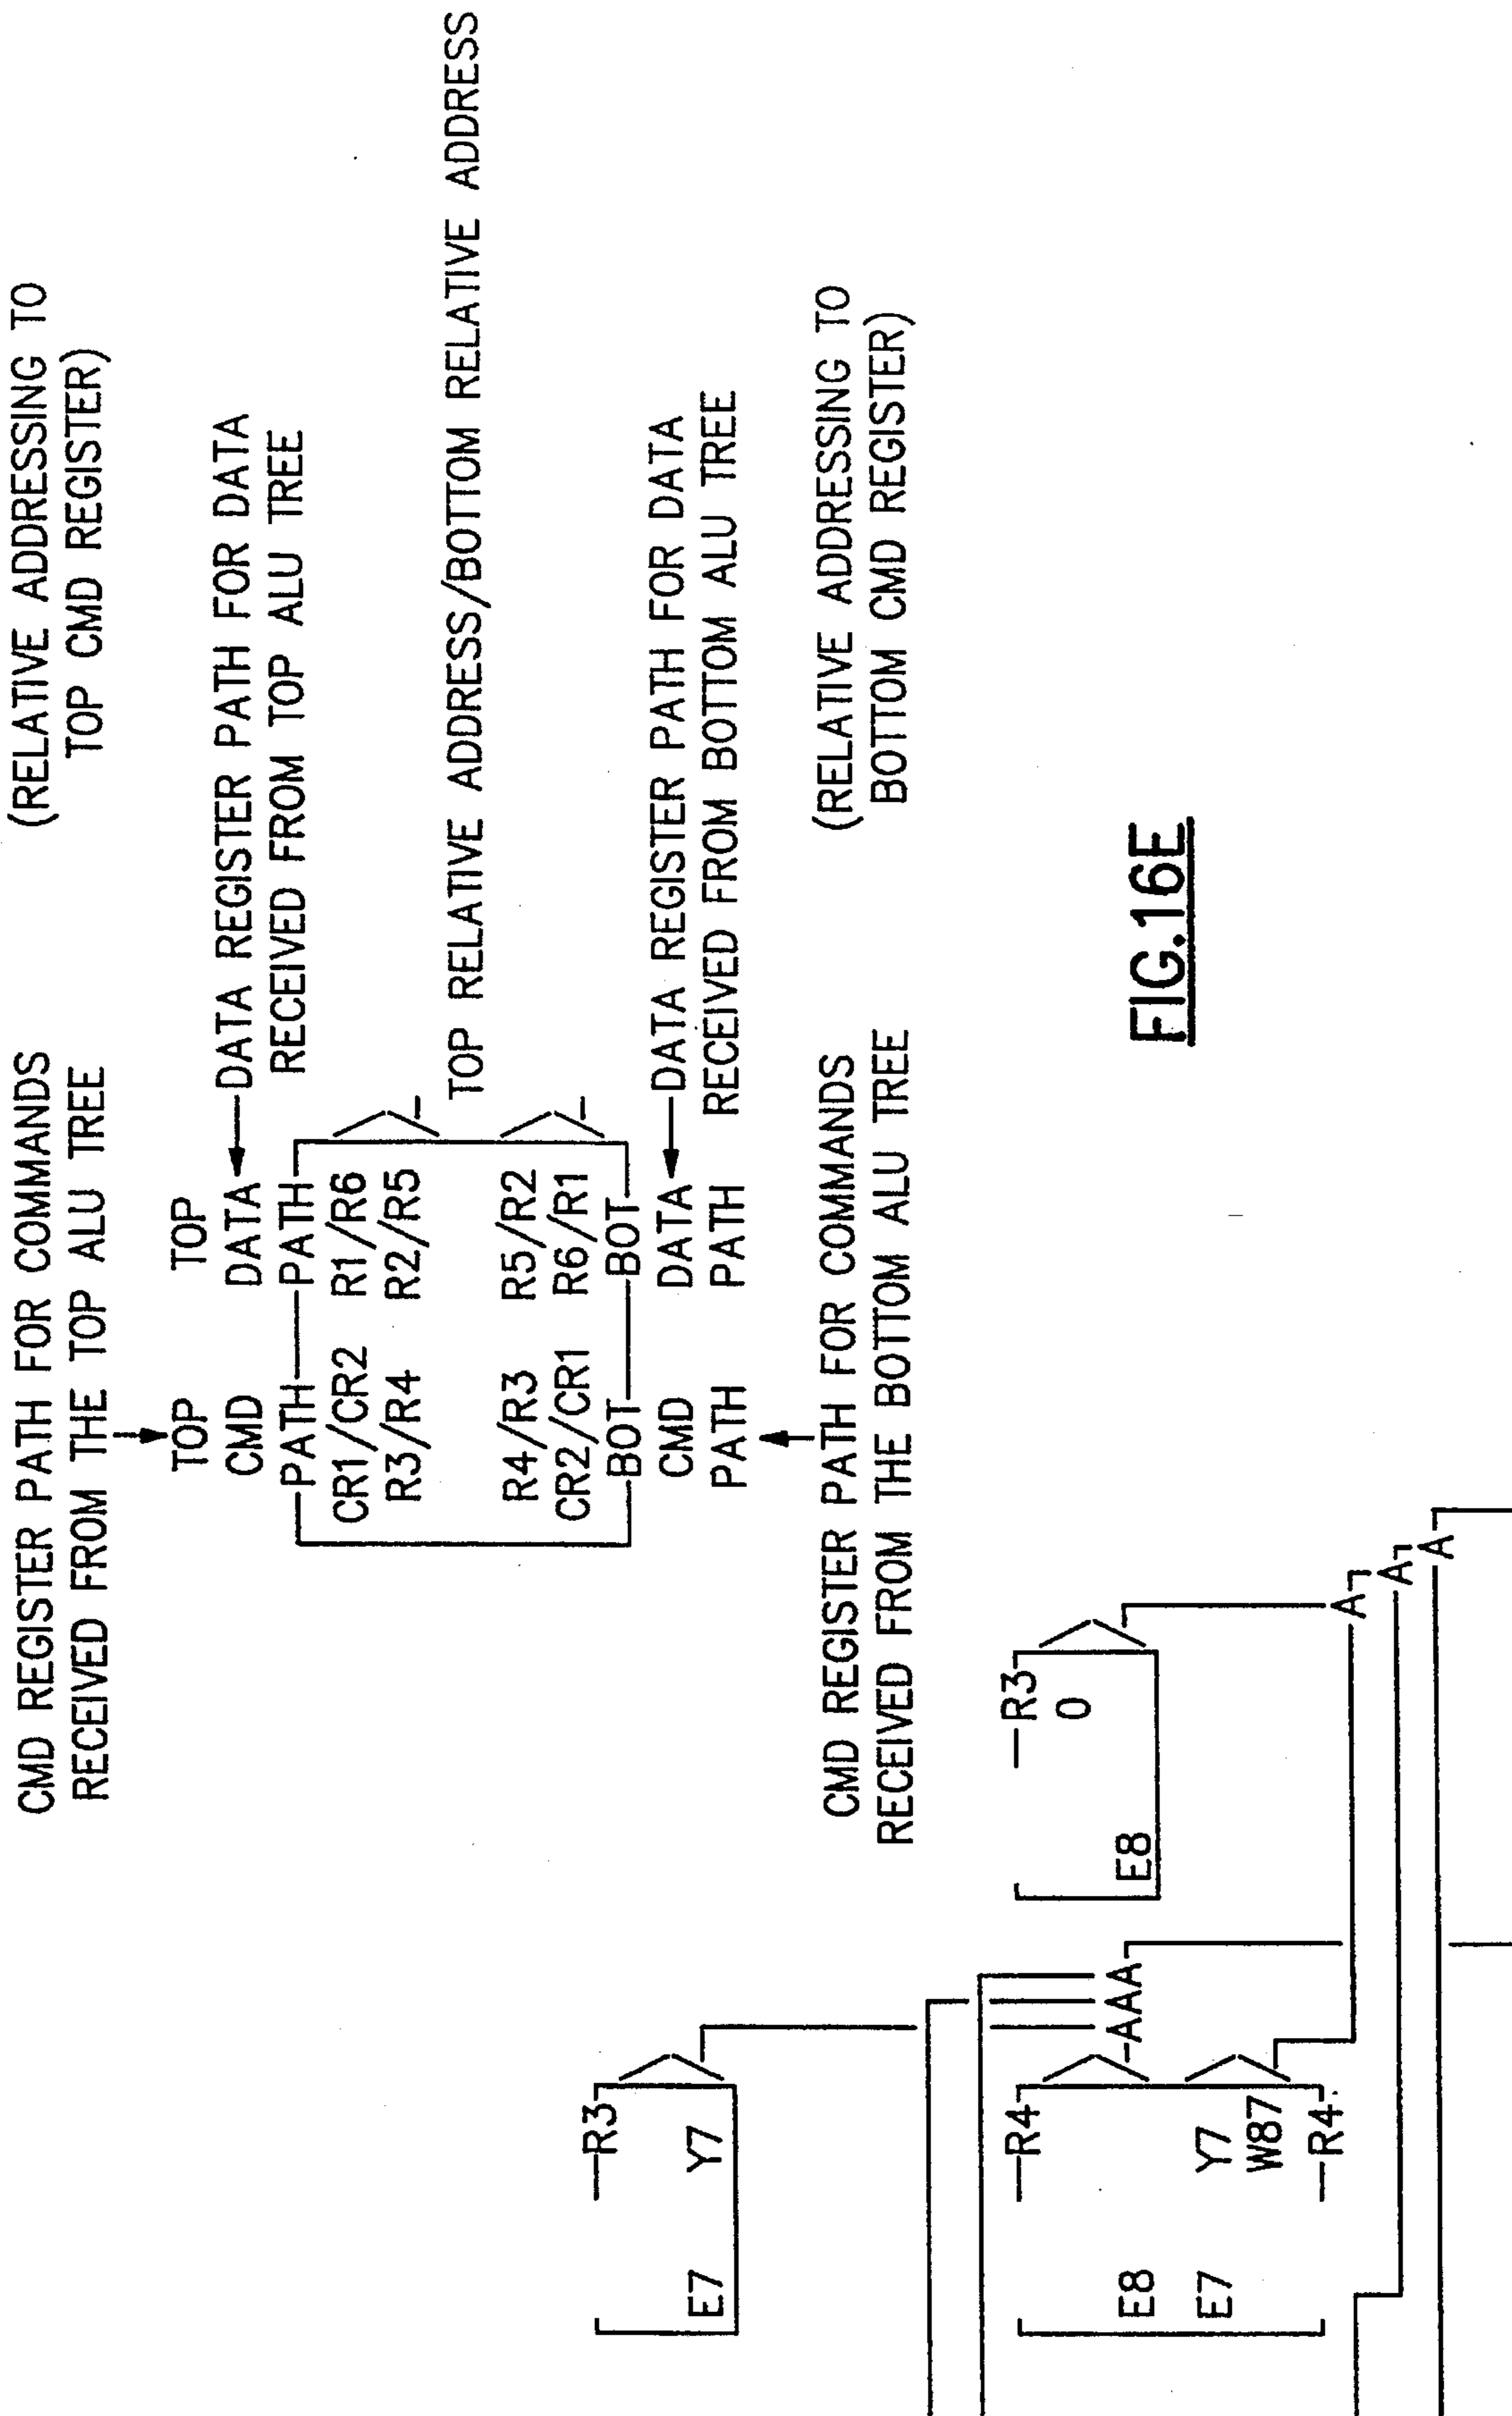 CMD REGISTER PATH FOR COMMANDS
RECEIVED FROM THE TOP ALU TREE
(RELATIVE ADDRESSING TO
TOP CMD REGISTER)
TOP TOP
CMD DATA
DATA REGISTER PATH FOR DATA
RECEIVED FROM TOP ALU TREE
PATH PATH
CR1/CR2 R1/R6
R3/R4 R2/R5
TOP RELATIVE ADDRESS/BOTTOM RELATIVE ADDRESS
R4/R3 R5/R2
CR2/CR1 R6/R1
BOT BOT
CMD DATA
PATH PATH
DATA REGISTER PATH FOR DATA
RECEIVED FROM BOTTOM ALU TREE
CMD REGISTER PATH FOR COMMANDS
RECEIVED FROM THE BOTTOM ALU TREE
(RELATIVE ADDRESSING TO
BOTTOM CMD REGISTER)
R3
E7 Y7
R4
E8
E7 Y7
W87
R4
AAA
R3
0
E8
A
A
A
FIG.16E